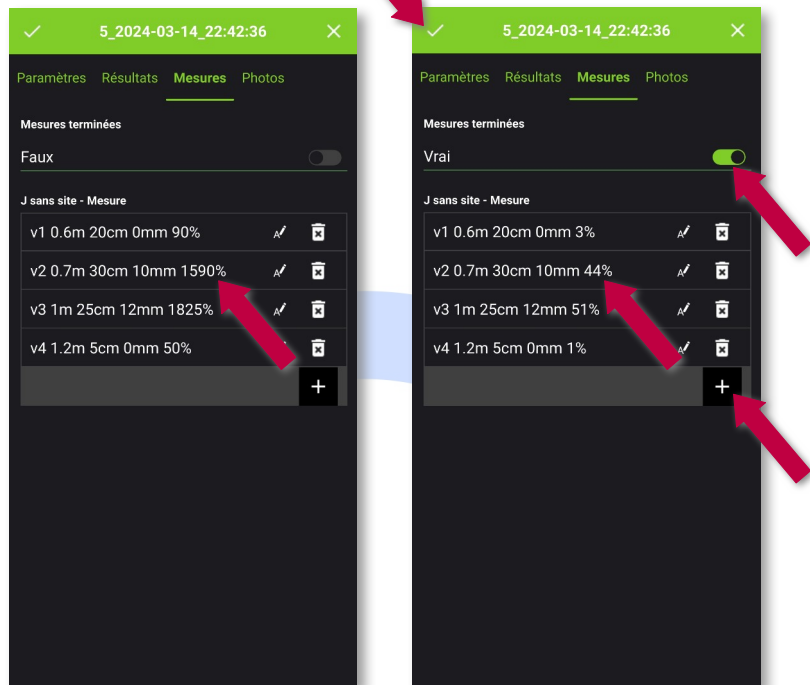 5_2024-03-14_22:42:36
Paramètres Résultats Mesures Photos
Mesures terminées
Faux
J sans site - Mesure
v1 0.6m 20cm 0mm 90%
v2 0.7m 30cm 10mm 1590%
v3 1m 25cm 12mm 1825%
v4 1.2m 5cm 0mm 50%
5_2024-03-14_22:42:36
Paramètres Résultats Mesures Photos
Mesures terminées
Vrai
J sans site - Mesure
v1 0.6m 20cm 0mm 3%
v2 0.7m 30cm 10mm 44%
v3 1m 25cm 12mm 51%
v4 1.2m 5cm 0mm 1%